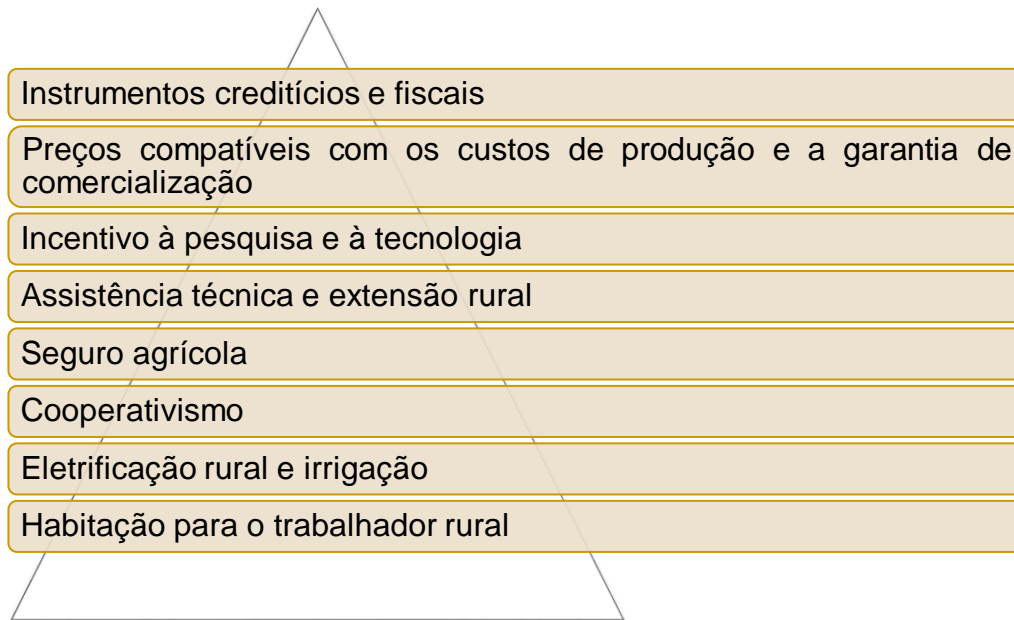 Instrumentos creditícios e fiscais
Preços compatíveis com os custos de produção e a garantia de
comercialização
Incentivo à pesquisa e à tecnologia
Assistência técnica e extensão rural
Seguro agrícola
Cooperativismo
Eletrificação rural e irrigação
Habitação para o trabalhador rural